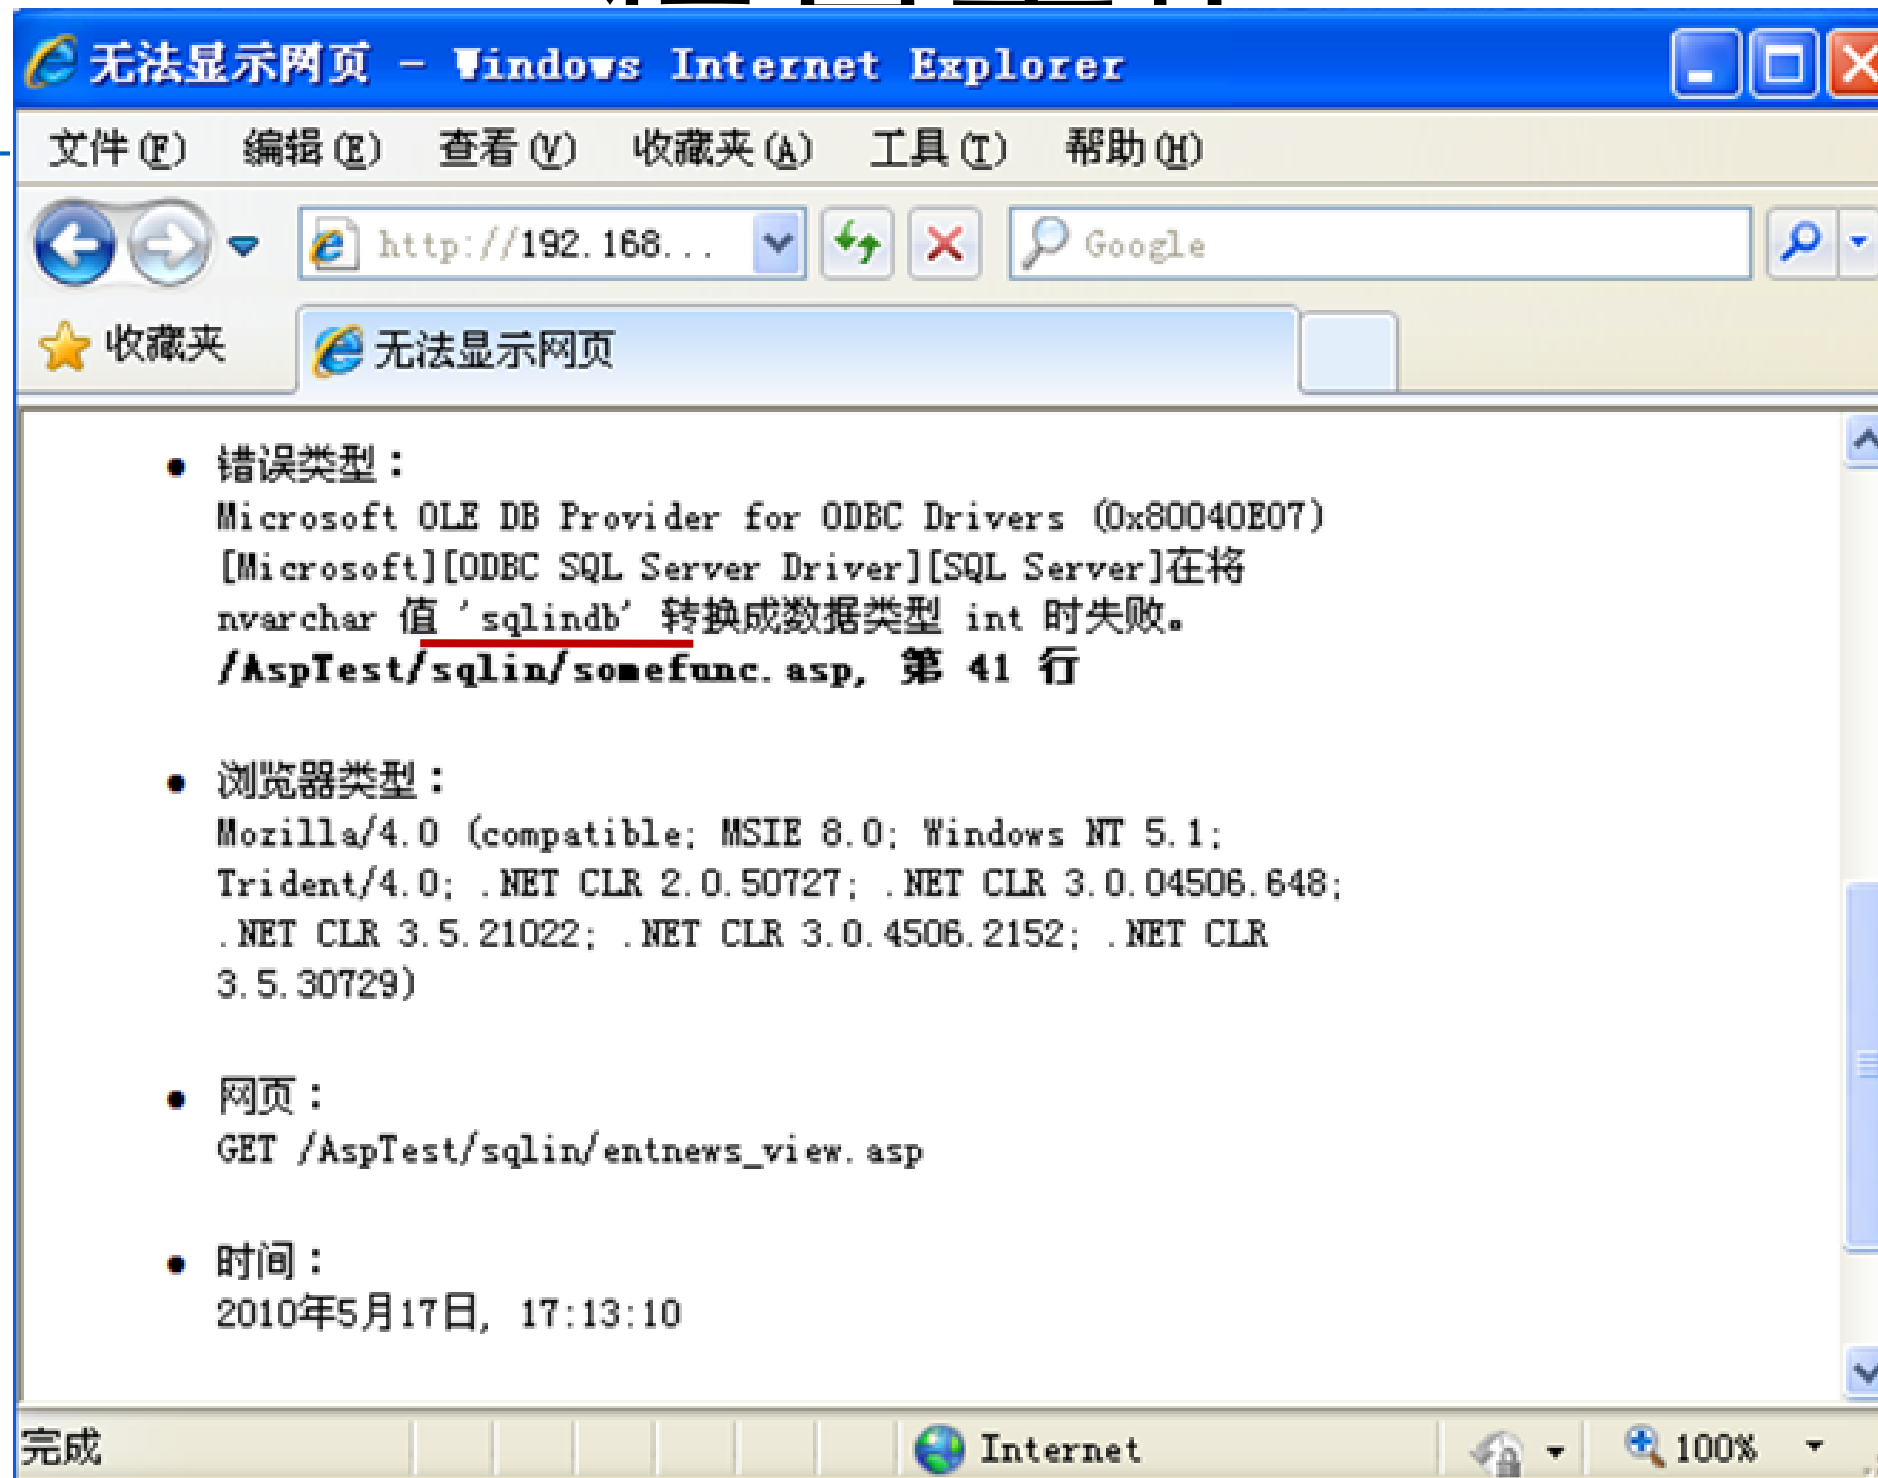 无法显示网页 - Windows Internet Explorer
文件(F) 编辑(E) 查看(V) 收藏夹(A) 工具(T) 帮助(H)
http://192.168... Google
收藏夹 无法显示网页
• 错误类型：
Microsoft OLE DB Provider for ODBC Drivers (0x80040E07)
[Microsoft][ODBC SQL Server Driver][SQL Server]在将
nvarchar 值 'sqlindb' 转换成数据类型 int 时失败。
/AspTest/sqlin/somefunc.asp, 第 41 行
• 浏览器类型：
Mozilla/4.0 (compatible; MSIE 8.0; Windows NT 5.1;
Trident/4.0; .NET CLR 2.0.50727; .NET CLR 3.0.04506.648;
.NET CLR 3.5.21022; .NET CLR 3.0.4506.2152; .NET CLR
3.5.30729)
• 网页：
GET /AspTest/sqlin/entnews_view.asp
• 时间：
2010年5月17日, 17:13:10
完成 Internet 100%